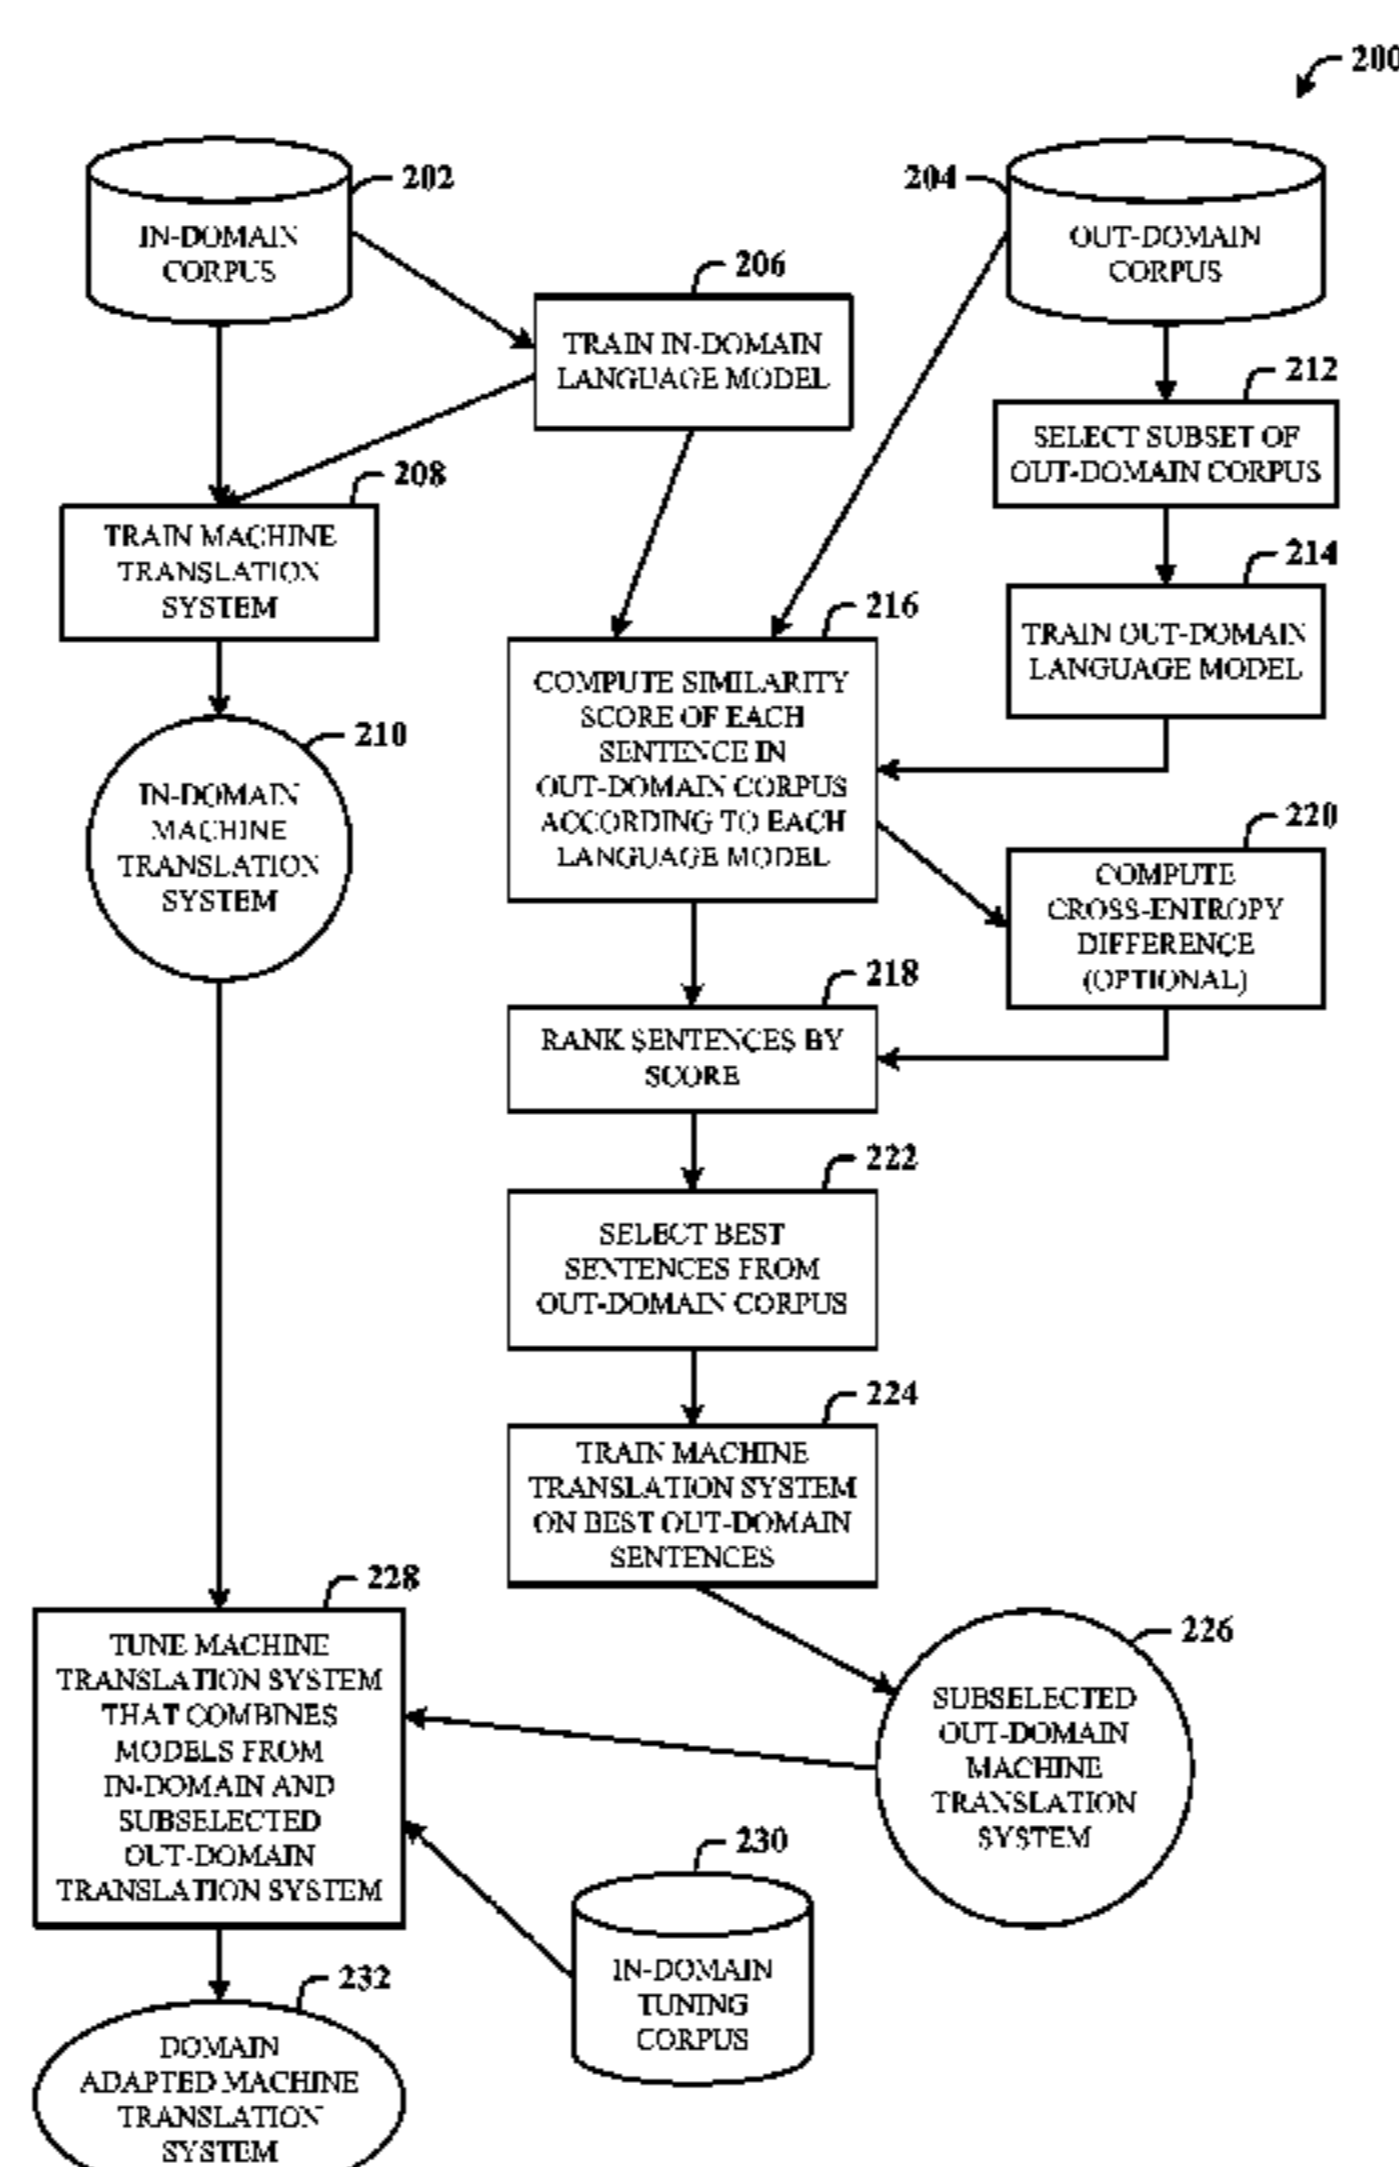 200
202
IN-DOMAIN
CORPUS
204
OUT-DOMAIN
CORPUS
206
TRAIN IN-DOMAIN
LANGUAGE MODEL
212
SELECT SUBSET OF
OUT-DOMAIN CORPUS
208
TRAIN MACHINE
TRANSLATION
SYSTEM
214
TRAIN OUT-DOMAIN
LANGUAGE MODEL
216
COMPUTE SIMILARITY
SCORE OF EACH
SENTENCE IN
OUT-DOMAIN CORPUS
ACCORDING TO EACH
LANGUAGE MODEL
210
IN-DOMAIN
MACHINE
TRANSLATION
SYSTEM
220
COMPUTE
CROSS-ENTROPY
DIFFERENCE
(OPTIONAL)
218
RANK SENTENCES BY
SCORE
222
SELECT BEST
SENTENCES FROM
OUT-DOMAIN CORPUS
224
TRAIN MACHINE
TRANSLATION SYSTEM
ON BEST OUT-DOMAIN
SENTENCES
228
TUNE MACHINE
TRANSLATION SYSTEM
THAT COMBINES
MODELS FROM
IN-DOMAIN AND
SUBSELECTED
OUT-DOMAIN
TRANSLATION SYSTEM
226
SUBSELECTED
OUT-DOMAIN
MACHINE
TRANSLATION
SYSTEM
230
IN-DOMAIN
TUNING
CORPUS
232
DOMAIN
ADAPTED MACHINE
TRANSLATION
SYSTEM